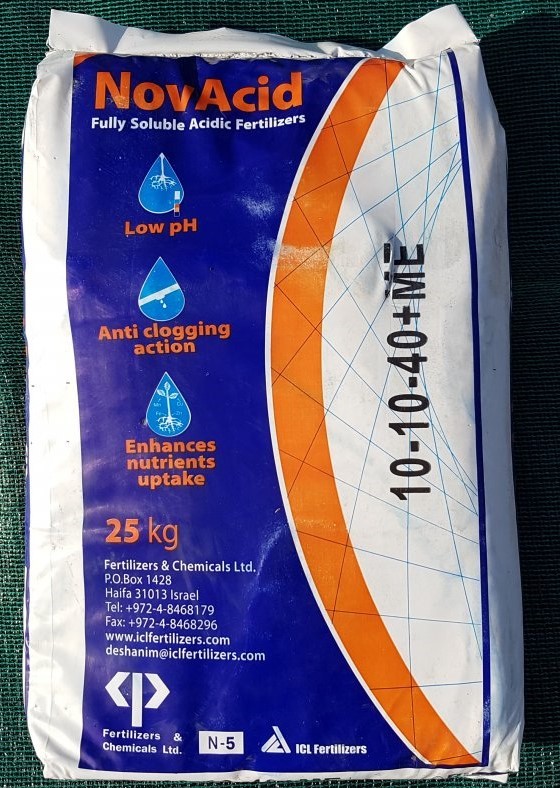 NovAcid
Fully Soluble Acidic Fertilizers
Low pH
Anti clogging
action
Enhances
nutrients
uptake
10-10-40+ME
25 kg
Fertilizers & Chemicals Ltd.
P.O.Box 1428
Haifa 31013 Israel
Tel: +972-4-8468179
Fax: +972-4-8468296
www.iclfertilizers.com
deshanim@iclfertilizers.com
Fertilizers &
Chemicals Ltd.
N-5
ICL Fertilizers